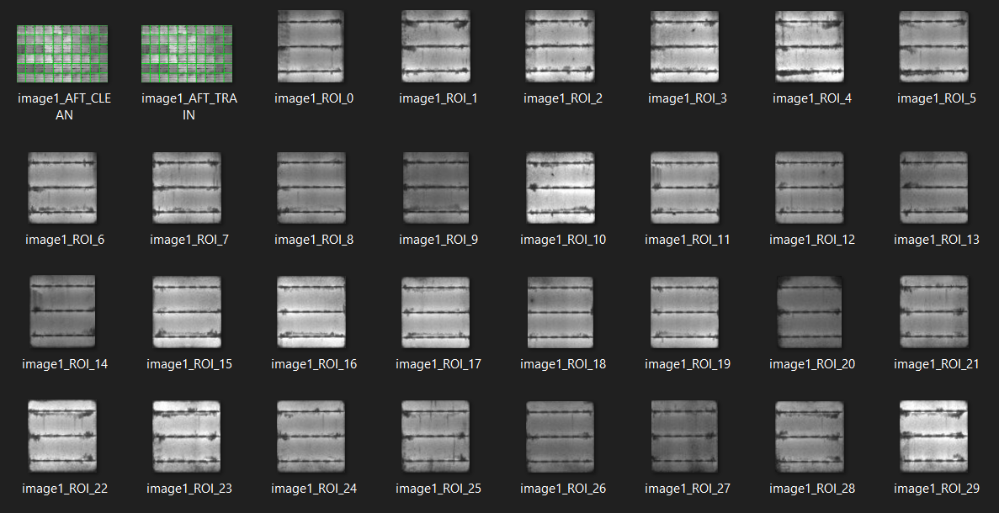 image1_AFT_CLE
AN
image1_AFT_TRA
IN
image1_ROI_0
image1_ROI_1
image1_ROI_2
image1_ROI_3
image1_ROI_4
image1_ROI_5
image1_ROI_6
image1_ROI_7
image1_ROI_8
image1_ROI_9
image1_ROI_10
image1_ROI_11
image1_ROI_12
image1_ROI_13
image1_ROI_14
image1_ROI_15
image1_ROI_16
image1_ROI_17
image1_ROI_18
image1_ROI_19
image1_ROI_20
image1_ROI_21
image1_ROI_22
image1_ROI_23
image1_ROI_24
image1_ROI_25
image1_ROI_26
image1_ROI_27
image1_ROI_28
image1_ROI_29